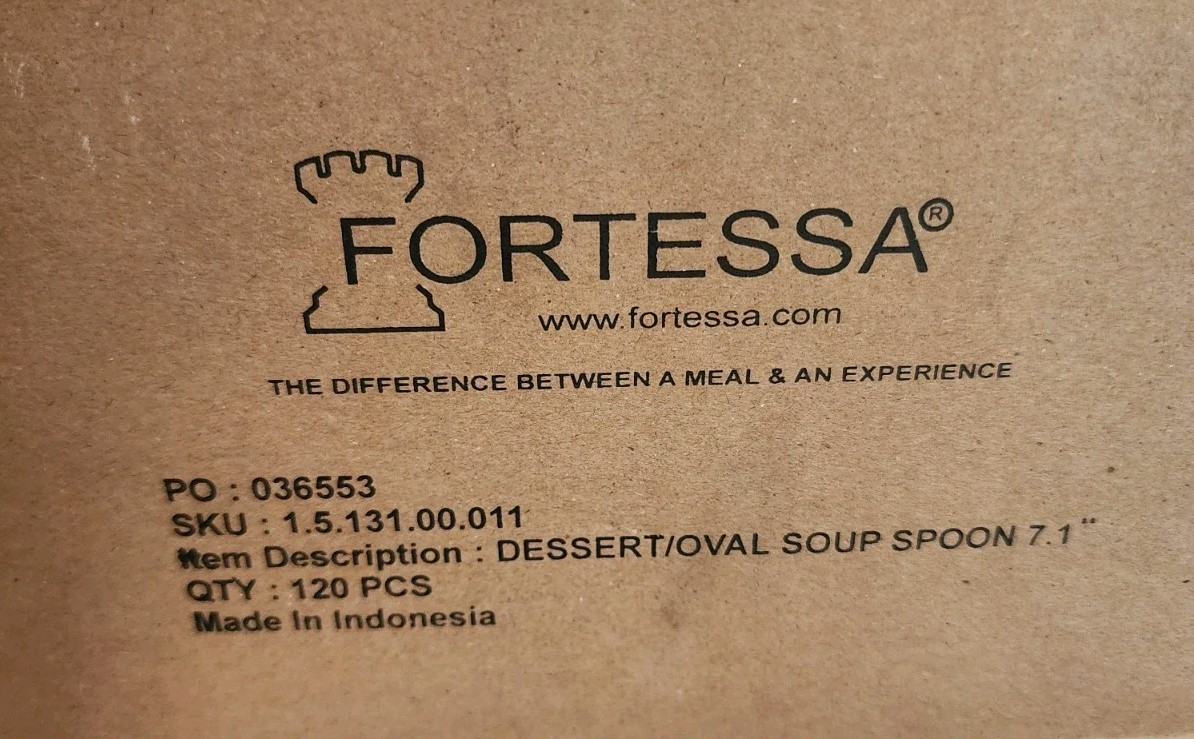 FORTESSA®
www.fortessa.com
THE DIFFERENCE BETWEEN A MEAL & AN EXPERIENCE
PO : 036553
SKU : 1.5.131.00.011
Item Description : DESSERT/OVAL SOUP SPOON 7.1"
QTY : 120 PCS
Made In Indonesia